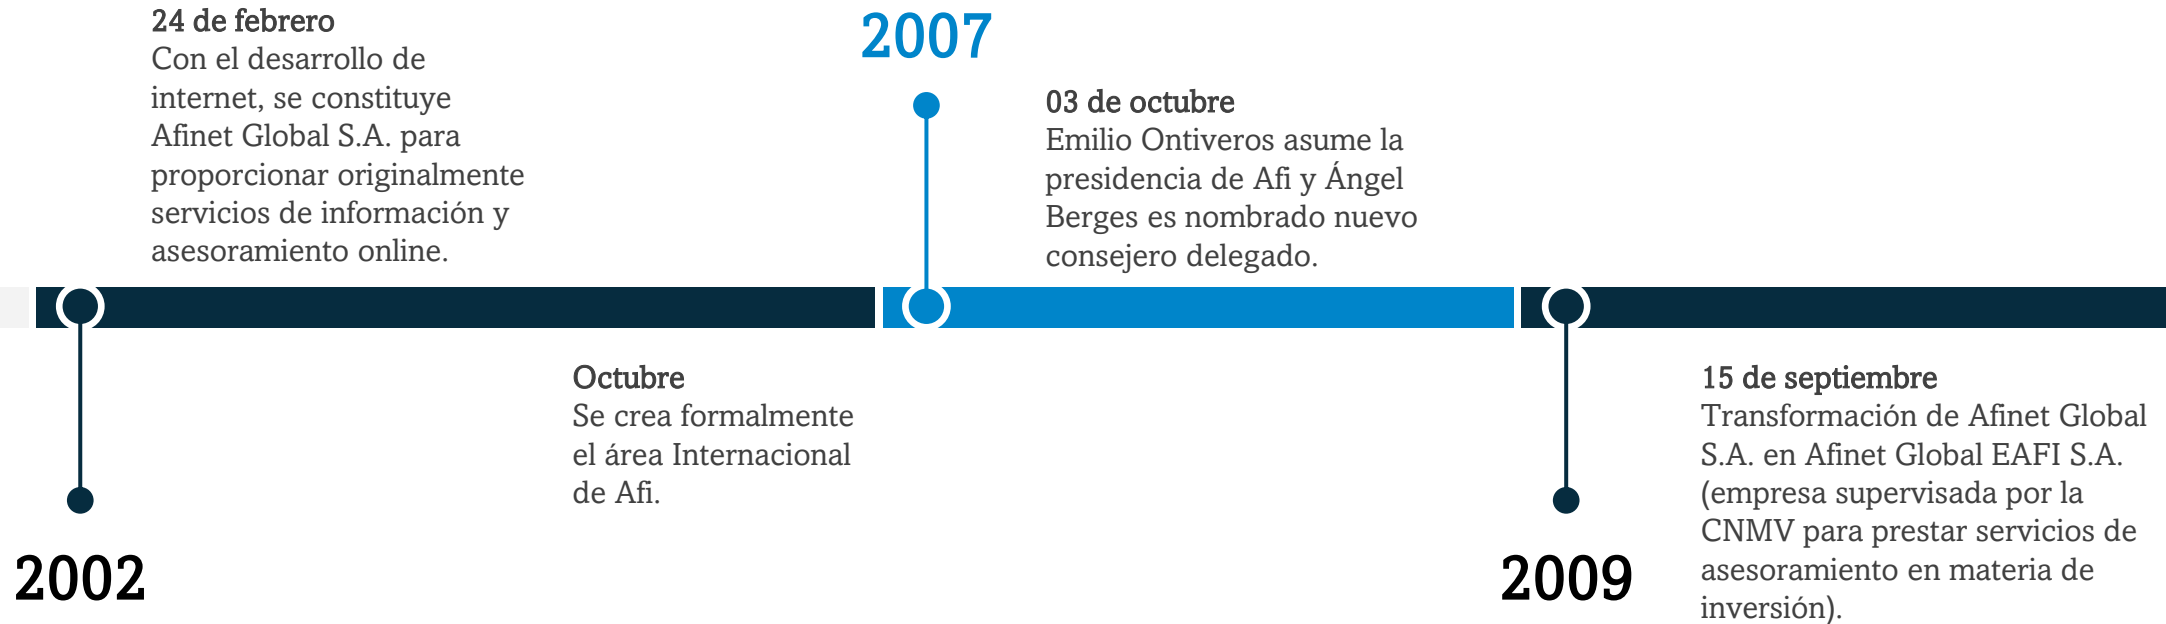 24 de febrero
Con el desarrollo de
internet, se constituye
Afinet Global S.A. para
proporcionar originalmente
servicios de información y
asesoramiento online.
2002
Octubre
Se crea formalmente
el área Internacional
de Afi.
2007
03 de octubre
Emilio Ontiveros asume la
presidencia de Afi y Ángel
Berges es nombrado nuevo
consejero delegado.
2009
15 de septiembre
Transformación de Afinet Global
S.A. en Afinet Global EAFI S.A.
(empresa supervisada por la
CNMV para prestar servicios de
asesoramiento en materia de
inversión).